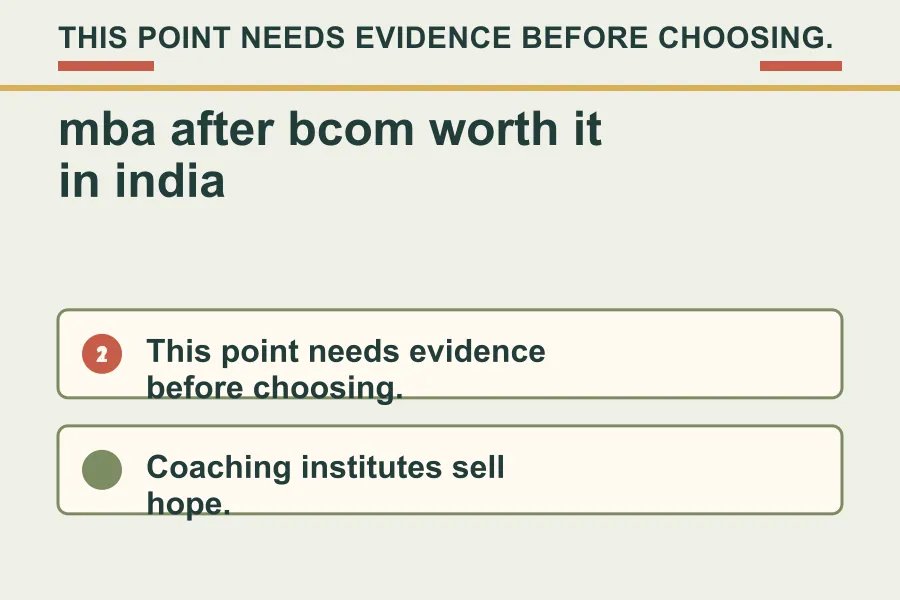 THIS POINT NEEDS EVIDENCE BEFORE CHOOSING.
mba after bcom worth it
in india
2
This point needs evidence
before choosing.
Coaching institutes sell
hope.